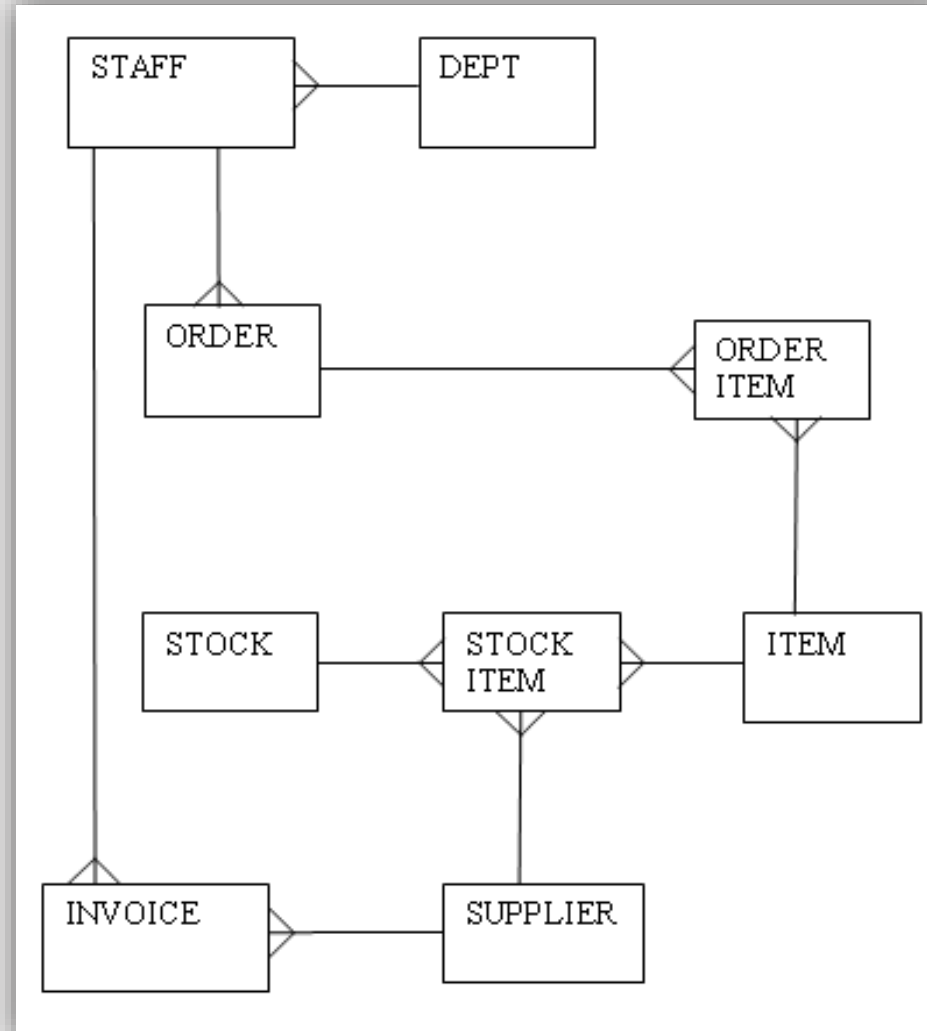 STAFF
DEPT
ORDER
ORDER
ITEM
STOCK
STOCK
ITEM
ITEM
INVOICE
SUPPLIER